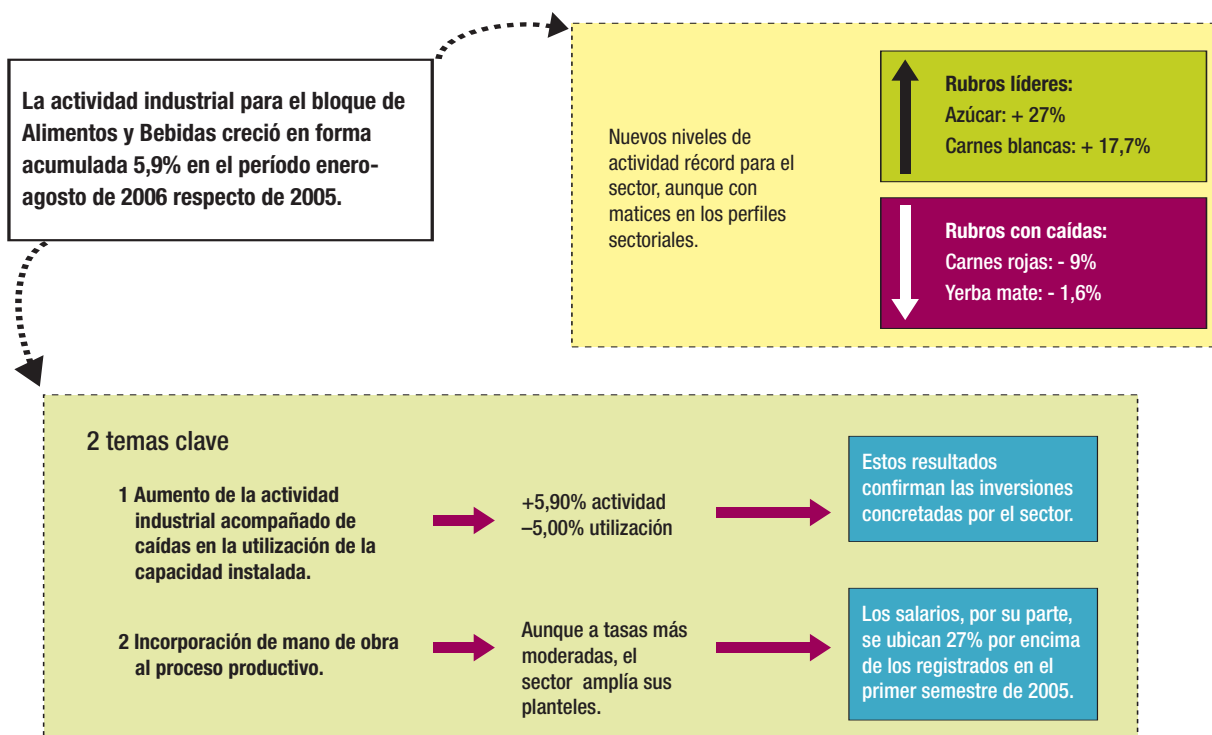 La actividad industrial para el bloque de
Alimentos y Bebidas creció en forma
acumulada 5,9% en el período enero-
agosto de 2006 respecto de 2005.
Nuevos niveles de
actividad récord para el
sector, aunque con
matices en los perfiles
sectoriales.
Rubros líderes:
Azúcar: + 27%
Carnes blancas: + 17,7%
Rubros con caídas:
Carnes rojas: - 9%
Yerba mate: - 1,6%
2 temas clave
1 Aumento de la actividad
industrial acompañado de
caídas en la utilización de la
capacidad instalada.
+5,90% actividad
–5,00% utilización
Estos resultados
confirman las inversiones
concretadas por el sector.
2 Incorporación de mano de obra
al proceso productivo.
Aunque a tasas más
moderadas, el
sector amplía sus
planteles.
Los salarios, por su parte,
se ubican 27% por encima
de los registrados en el
primer semestre de 2005.